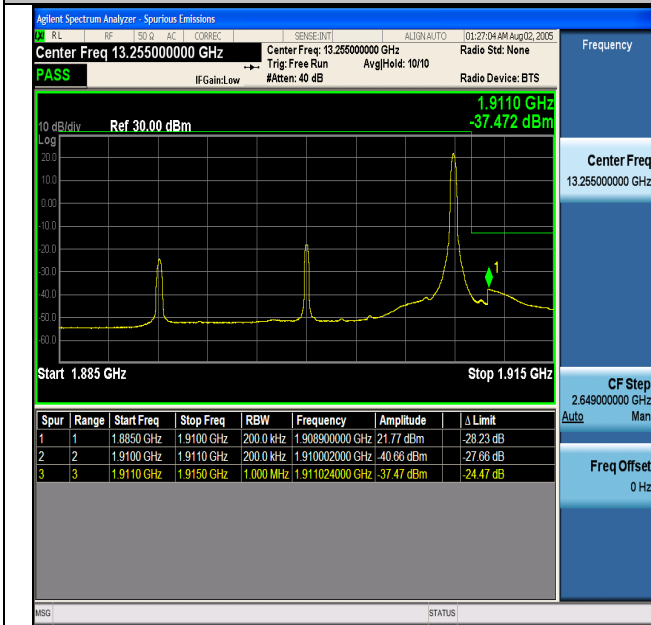 Agilent Spectrum Analyzer - Spurious Emissions
RL RF 50 Ω AC CORREC SENSE:INT ALIGN AUTO 01:27:04 AM Aug 02, 2005
Center Freq 13.255000000 GHz Center Freq: 13.255000000 GHz Radio Std: None
Trig: Free Run Avg|Hold: 10/10
PASS IFGain:Low #Atten: 40 dB Radio Device: BTS
1.9110 GHz
-37.472 dBm
10 dB/div Ref 30.00 dBm
Log
20.0
10.0
0.00
-10.0
-20.0
-30.0
1
-40.0
-50.0
-60.0
Start 1.885 GHz Stop 1.915 GHz
Spur Range Start Freq Stop Freq RBW Frequency Amplitude Δ Limit
1 1 1.8850 GHz 1.9100 GHz 200.0 kHz 1.908900000 GHz 21.77 dBm -28.23 dB
2 2 1.9100 GHz 1.9110 GHz 200.0 kHz 1.910002000 GHz -40.66 dBm -27.66 dB
3 3 1.9110 GHz 1.9150 GHz 1.000 MHz 1.911024000 GHz -37.47 dBm -24.47 dB
MSG STATUS
Frequency
Center Freq
13.255000000 GHz
CF Step
2.649000000 GHz
Auto Man
Freq Offset
0 Hz